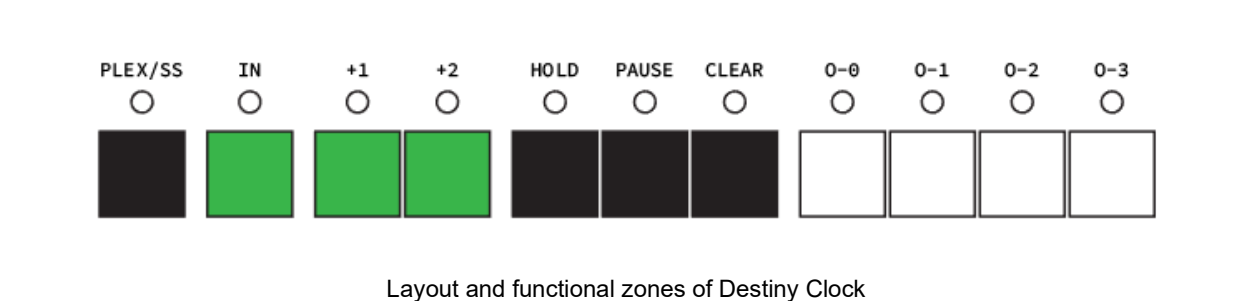 PLEX/SS IN +1 +2 HOLD PAUSE CLEAR O-0 O-1 O-2 O-3
Layout and functional zones of Destiny Clock